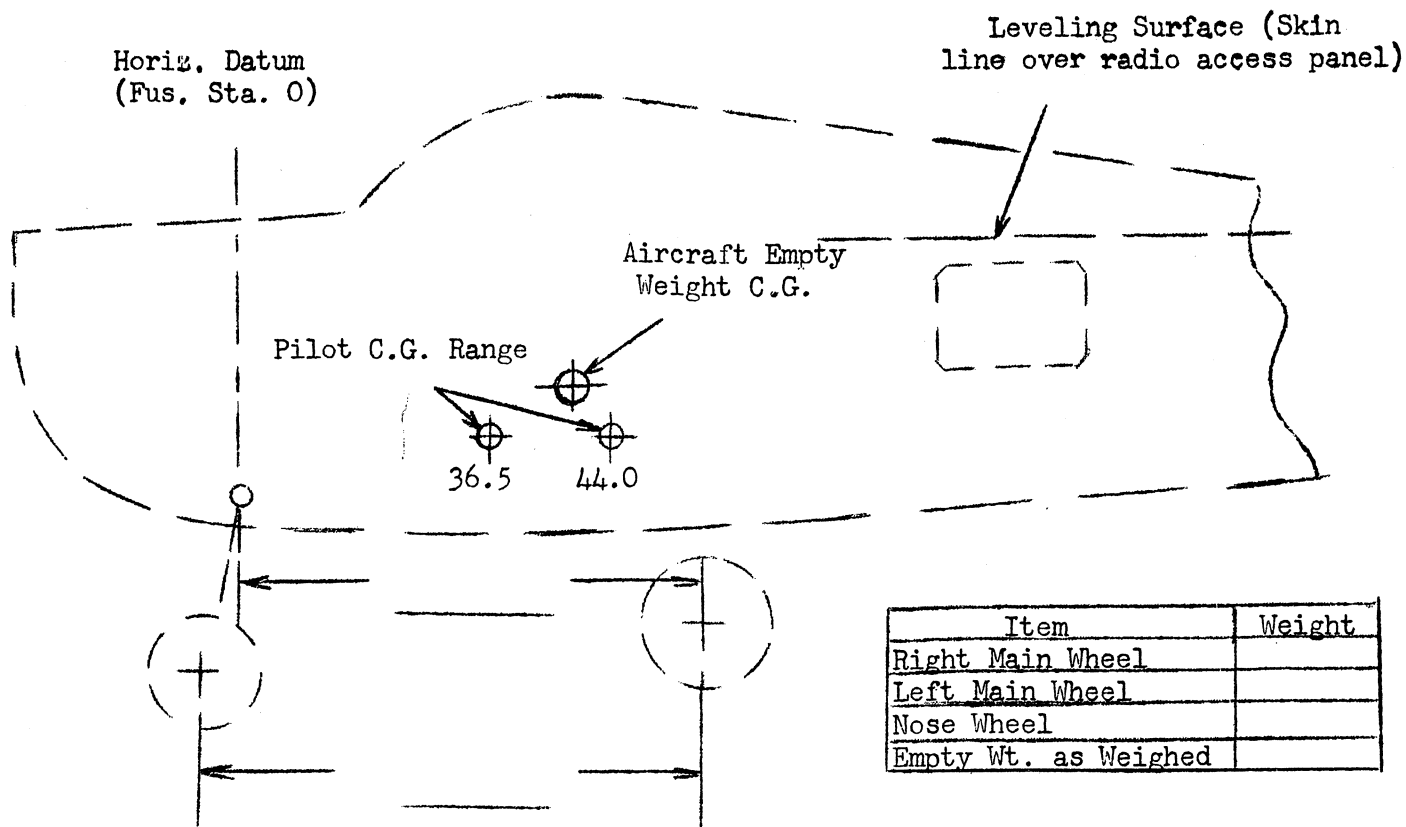 Leveling Surface (Skin
line over radio access panel)
Horiz. Datum
(Fus. Sta. 0)
Aircraft Empty
Weight C.G.
Pilot C.G. Range
36.5 44.0
Item Weight
Right Main Wheel
Left Main Wheel
Nose Wheel
Empty Wt. as Weighed